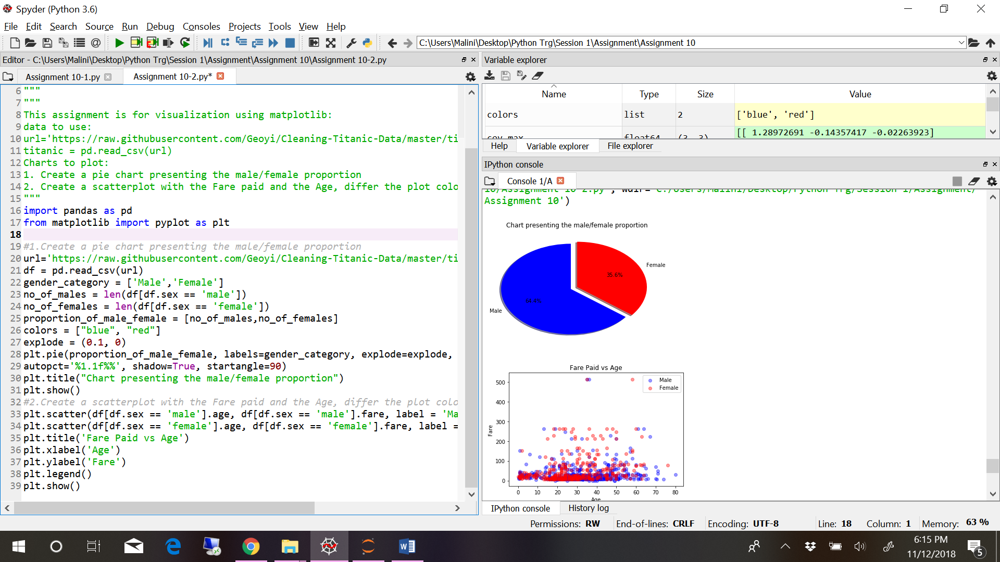 Spyder (Python 3.6)
File Edit Search Source Run Debug Consoles Projects Tools View Help
C:\Users\Malini\Desktop\Python Trg\Session 1\Assignment\Assignment 10
Editor - C:\Users\Malini\Desktop\Python Trg\Session 1\Assignment\Assignment 10\Assignment 10-2.py
Assignment 10-1.py Assignment 10-2.py*
6 """
7 """
8 This assignment is for visualization using matplotlib:
9 data to use:
10 url='https://raw.githubusercontent.com/Geoyi/Cleaning-Titanic-Data/master/ti
11 titanic = pd.read_csv(url)
12 Charts to plot:
13 1. Create a pie chart presenting the male/female proportion
14 2. Create a scatterplot with the Fare paid and the Age, differ the plot colo
15 """
16 import pandas as pd
17 from matplotlib import pyplot as plt
18
19 #1.Create a pie chart presenting the male/female proportion
20 url='https://raw.githubusercontent.com/Geoyi/Cleaning-Titanic-Data/master/ti
21 df = pd.read_csv(url)
22 gender_category = ['Male','Female']
23 no_of_males = len(df[df.sex == 'male'])
24 no_of_females = len(df[df.sex == 'female'])
25 proportion_of_male_female = [no_of_males,no_of_females]
26 colors = ["blue", "red"]
27 explode = (0.1, 0)
28 plt.pie(proportion_of_male_female, labels=gender_category, explode=explode,
29 autopct='%1.1f%%', shadow=True, startangle=90)
30 plt.title("Chart presenting the male/female proportion")
31 plt.show()
32 #2.Create a scatterplot with the Fare paid and the Age, differ the plot colo
33 plt.scatter(df[df.sex == 'male'].age, df[df.sex == 'male'].fare, label = 'Ma
34 plt.scatter(df[df.sex == 'female'].age, df[df.sex == 'female'].fare, label =
35 plt.title('Fare Paid vs Age')
36 plt.xlabel('Age')
37 plt.ylabel('Fare')
38 plt.legend()
39 plt.show()
Variable explorer
Name Type Size Value
colors list 2 ['blue', 'red']
cov_max float64 (3, 3) [[ 1.28972691 -0.14357417 -0.02263923]
Help Variable explorer File explorer
IPython console
Console 1/A
10/Assignment 10-2.py', wdir='C:/Users/Malini/Desktop/Python Trg/Session 1/Assignment/
Assignment 10')
Chart presenting the male/female proportion
Female
35.6%
64.4%
Male
Fare Paid vs Age
Male
Female
500
400
300
200
100
0
Fare
0 10 20 30 40 50 60 70 80
Age
IPython console History log
Permissions: RW End-of-lines: CRLF Encoding: UTF-8 Line: 18 Column: 1 Memory: 63 %
6:15 PM
11/12/2018
5